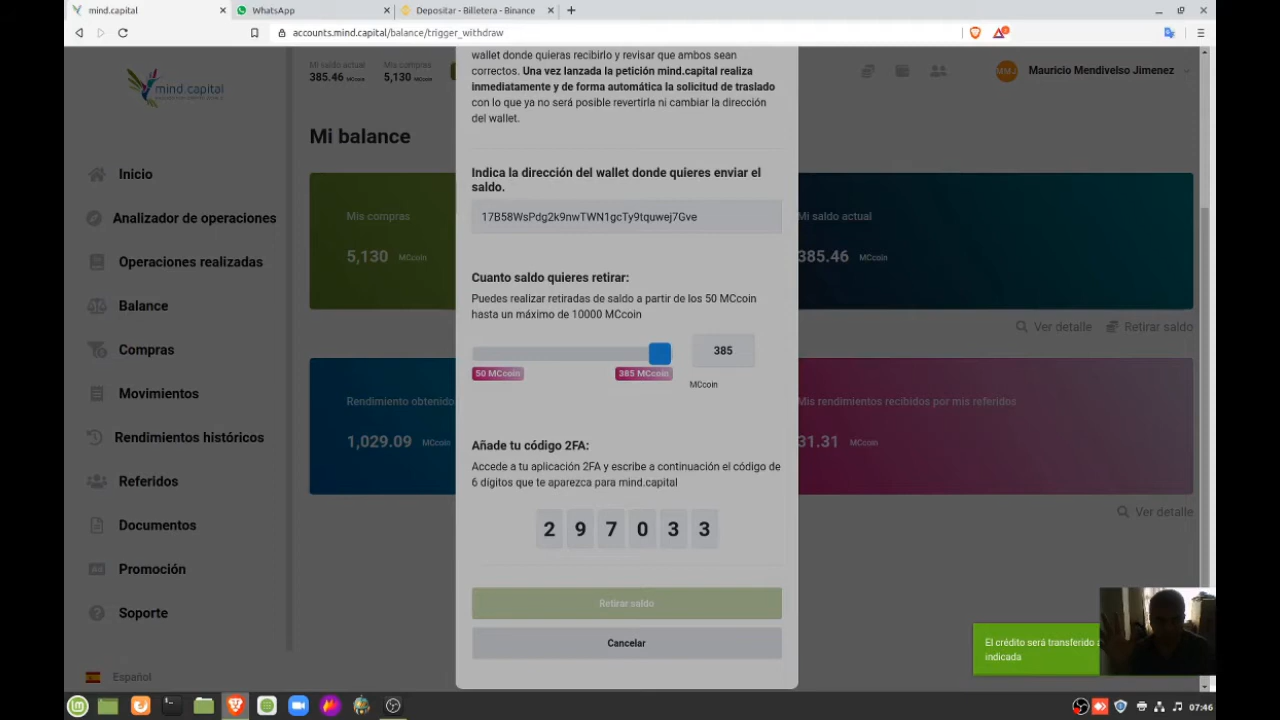 mind.capital
WhatsApp
Depositar - Billetera - Binance
accounts.mind.capital/balance/trigger_withdraw
Mi saldo actual
385.46 MCcoin
Mis compras
5,130 MCcoin
MMJ
Mauricio Mendivelso Jimenez
mind.capital
Mi balance
Inicio
Analizador de operaciones
Operaciones realizadas
Balance
Compras
Movimientos
Rendimientos históricos
Referidos
Documentos
Promoción
Soporte
Español
Mis compras
5,130 MCcoin
Rendimiento obtenido
1,029.09 MCcoin
wallet donde quieras recibirlo y revisar que ambos sean
correctos. Una vez lanzada la petición mind.capital realiza
inmediatamente y de forma automática la solicitud de traslado
con lo que ya no será posible revertirla ni cambiar la dirección
del wallet.
Indica la dirección del wallet donde quieres enviar el
saldo.
17B58WsPdg2k9nwTWN1gcTy9tquwej7Gve
Cuanto saldo quieres retirar:
Puedes realizar retiradas de saldo a partir de los 50 MCcoin
hasta un máximo de 10000 MCcoin
385
50 MCcoin
385 MCcoin
MCcoin
Añade tu código 2FA:
Accede a tu aplicación 2FA y escribe a continuación el código de
6 dígitos que te aparezca para mind.capital
2 9 7 0 3 3
Retirar saldo
Cancelar
Mi saldo actual
385.46 MCcoin
Ver detalle
Retirar saldo
Mis rendimientos recibidos por mis referidos
31.31 MCcoin
Ver detalle
El crédito será transferido a
indicada
07:46